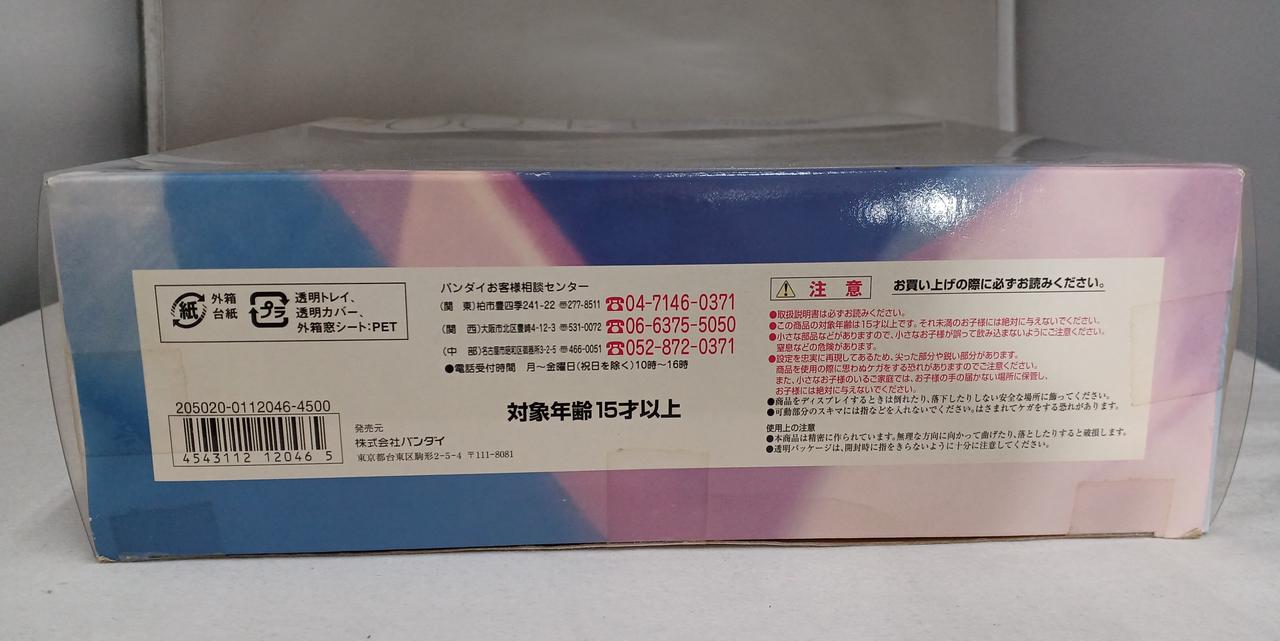 紙
外箱
台紙
プラ
透明トレイ、
透明カバー、
外箱窓シート:PET
205020-0112046-4500
4543112 12046 5
発売元
株式会社バンダイ
東京都台東区駒形2-5-4 〒111-8081
バンダイお客様相談センター
(関　東)柏市豊四季241-22 〒277-8511 ☎04-7146-0371
(関　西)大阪市北区豊崎4-12-3 〒531-0072 ☎06-6375-5050
(中　部)名古屋市昭和区御器所3-2-5 〒466-0051 ☎052-872-0371
●電話受付時間　月〜金曜日(祝日を除く)10時〜16時
対象年齢15才以上
注　意
お買い上げの際に必ずお読みください。
●取扱説明書は必ずお読みください。
●この商品の対象年齢は15才以上です。それ未満のお子様には絶対に与えないでください。
●小さな部品などがありますので、小さなお子様が誤って飲み込まないようにご注意ください。
窒息などの危険があります。
●設定を忠実に再現してあるため、尖った部分や鋭い部分があります。
商品を使用の際に思わぬケガをする恐れがありますのでご注意ください。
また、小さなお子様のいるご家庭では、お子様の手の届かない場所に保管し、
お子様には絶対に与えないでください。
●商品をディスプレイするときは倒れたり、落下したりしない安全な場所に飾ってください。
●可動部分のスキマには指などを入れないでください。はさまれてケガをする恐れがあります。
使用上の注意
●本商品は精密に作られています。無理な方向に向かって曲げたり、落としたりすると破損します。
●透明パッケージは、開封時に指をきらないように十分に注意してください。